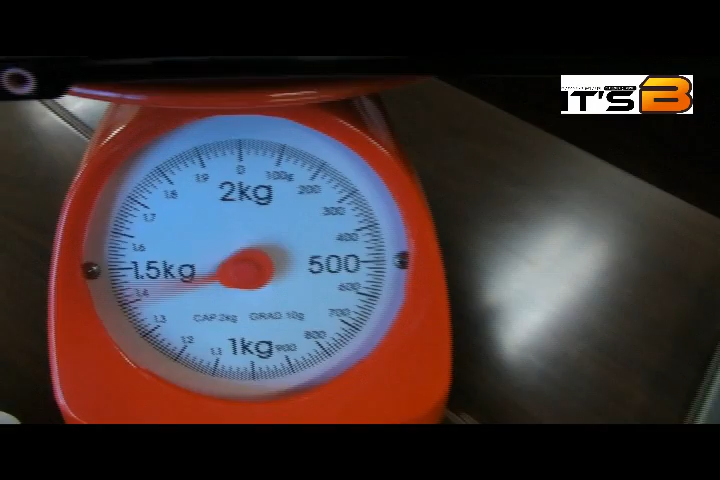 IT'S B
0
1.9 100g
1.8 200
2kg
1.7 300
1.6 400
1.5kg 500
1.4 600
1.3 CAP.2kg GRAD.10g 700
1.2 800
1.1 1kg 900